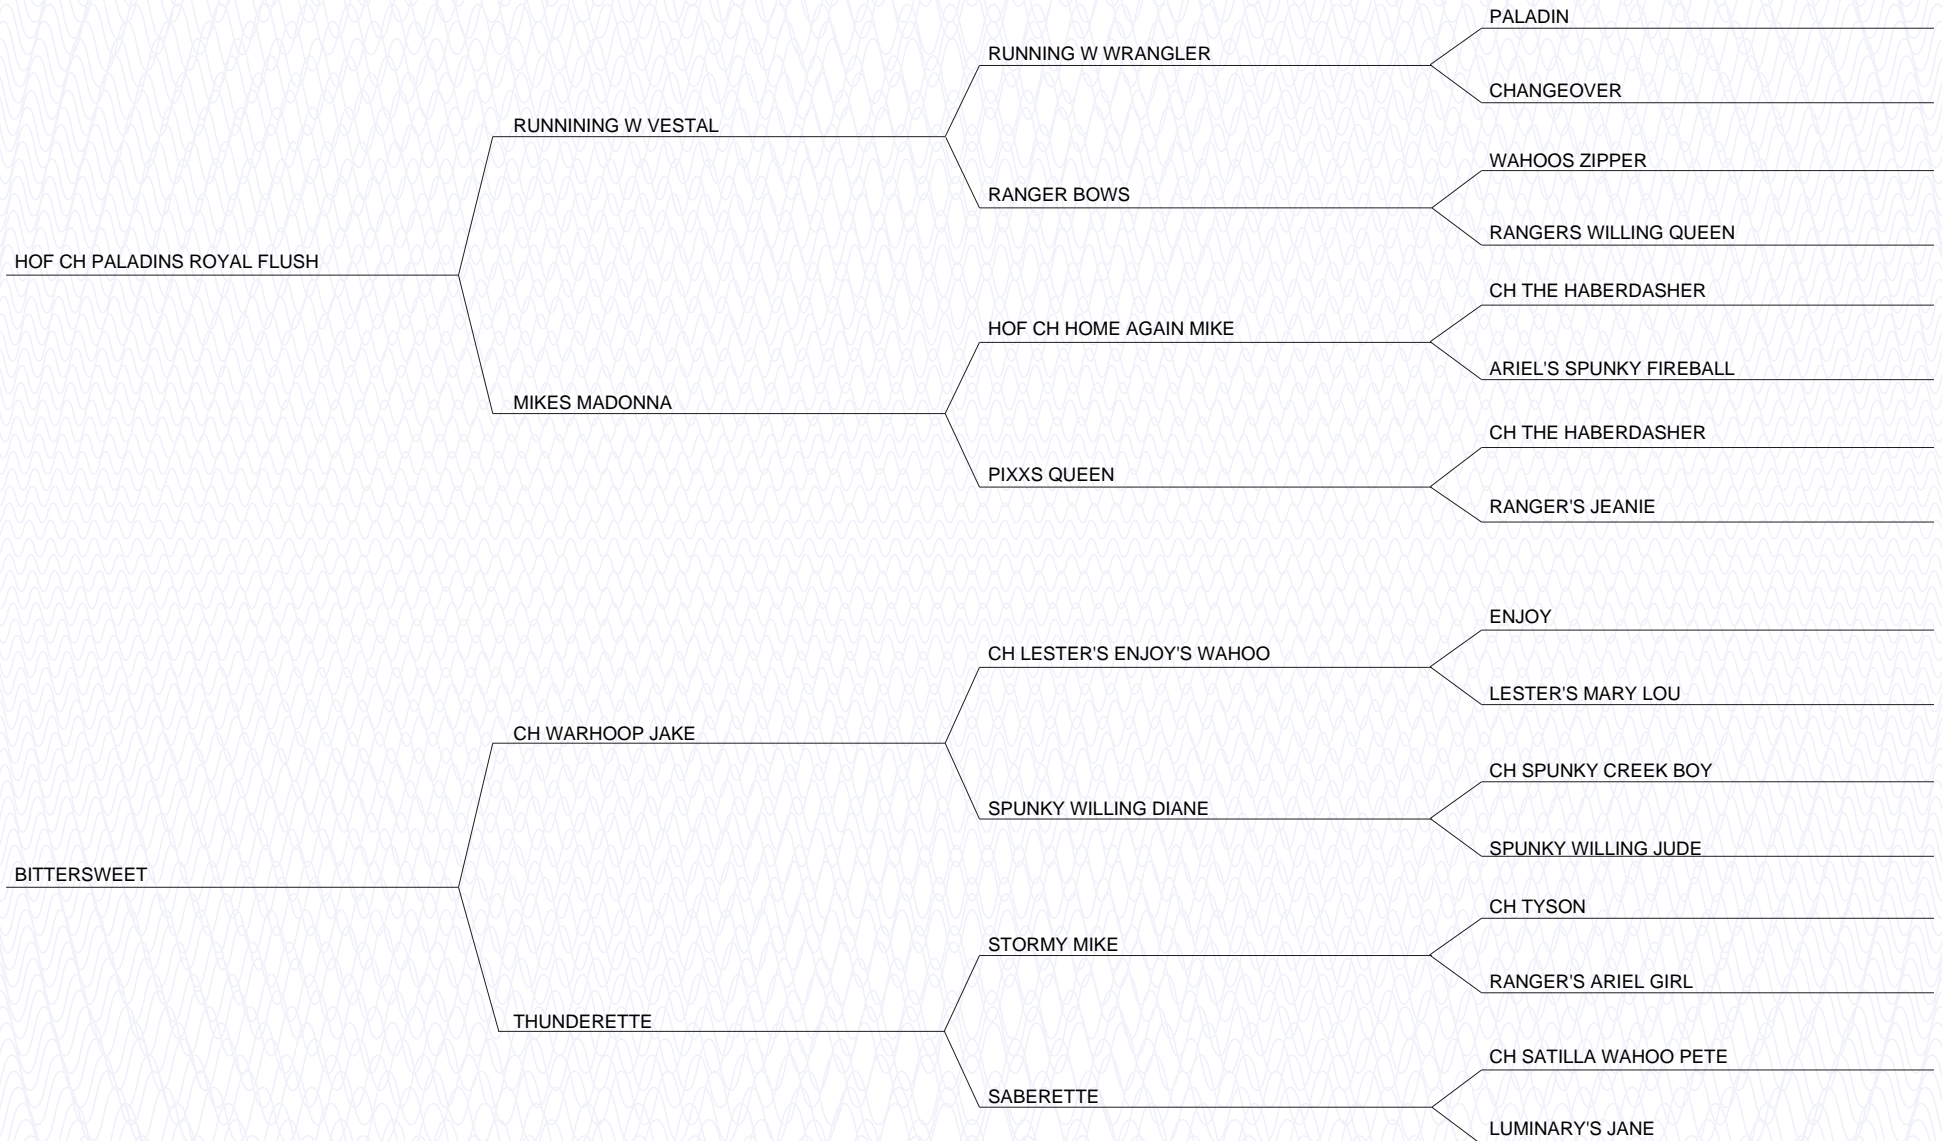 PALADIN
RUNNING W WRANGLER
CHANGEOVER
RUNNINING W VESTAL
WAHOOS ZIPPER
RANGER BOWS
RANGERS WILLING QUEEN
HOF CH PALADINS ROYAL FLUSH
CH THE HABERDASHER
HOF CH HOME AGAIN MIKE
ARIEL'S SPUNKY FIREBALL
MIKES MADONNA
CH THE HABERDASHER
PIXXS QUEEN
RANGER'S JEANIE
ENJOY
CH LESTER'S ENJOY'S WAHOO
LESTER'S MARY LOU
CH WARHOOP JAKE
CH SPUNKY CREEK BOY
SPUNKY WILLING DIANE
SPUNKY WILLING JUDE
BITTERSWEET
CH TYSON
STORMY MIKE
RANGER'S ARIEL GIRL
THUNDERETTE
CH SATILLA WAHOO PETE
SABERETTE
LUMINARY'S JANE